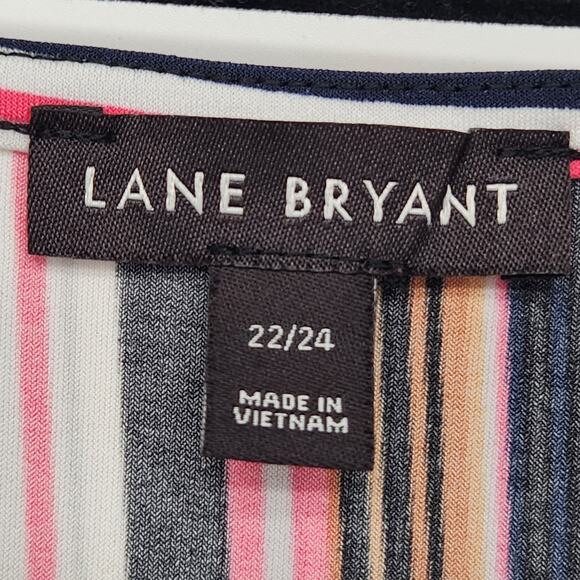 LANE BRYANT
22/24
MADE IN
VIETNAM